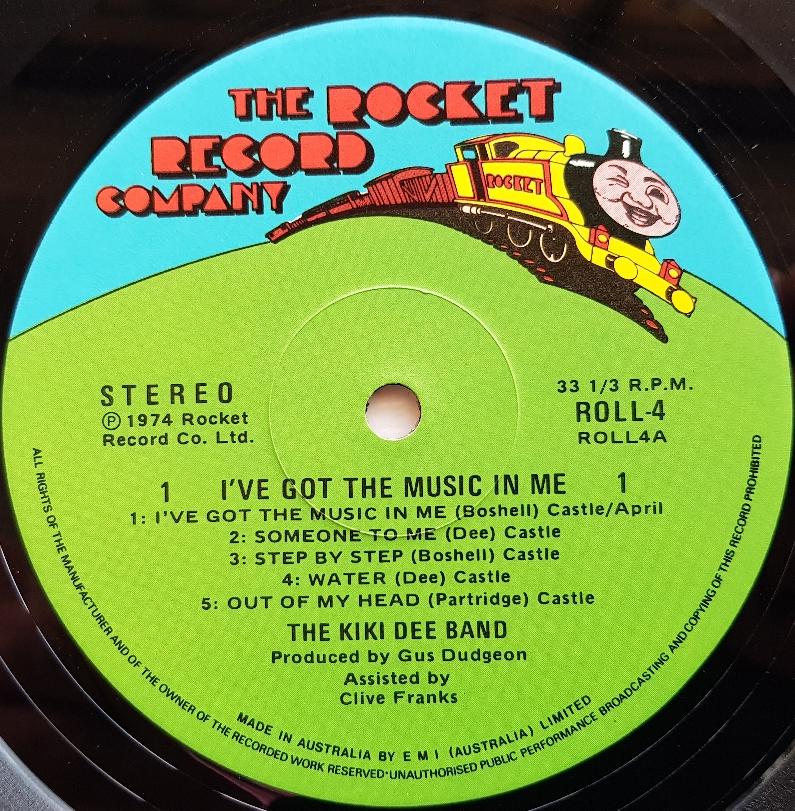 THE ROCKET
RECORD
COMPANY
ROCKET
STEREO
Ⓟ 1974 Rocket
Record Co. Ltd.
33 1/3 R.P.M.
ROLL-4
ROLL4A
1 I'VE GOT THE MUSIC IN ME 1
1: I'VE GOT THE MUSIC IN ME (Boshell) Castle/April
2: SOMEONE TO ME (Dee) Castle
3: STEP BY STEP (Boshell) Castle
4: WATER (Dee) Castle
5: OUT OF MY HEAD (Partridge) Castle
THE KIKI DEE BAND
Produced by Gus Dudgeon
Assisted by
Clive Franks
MADE IN AUSTRALIA BY E M I (AUSTRALIA) LIMITED
ALL RIGHTS OF THE MANUFACTURER AND OF THE OWNER OF THE RECORDED WORK RESERVED·UNAUTHORISED PUBLIC PERFORMANCE BROADCASTING AND COPYING OF THIS RECORD PROHIBITED